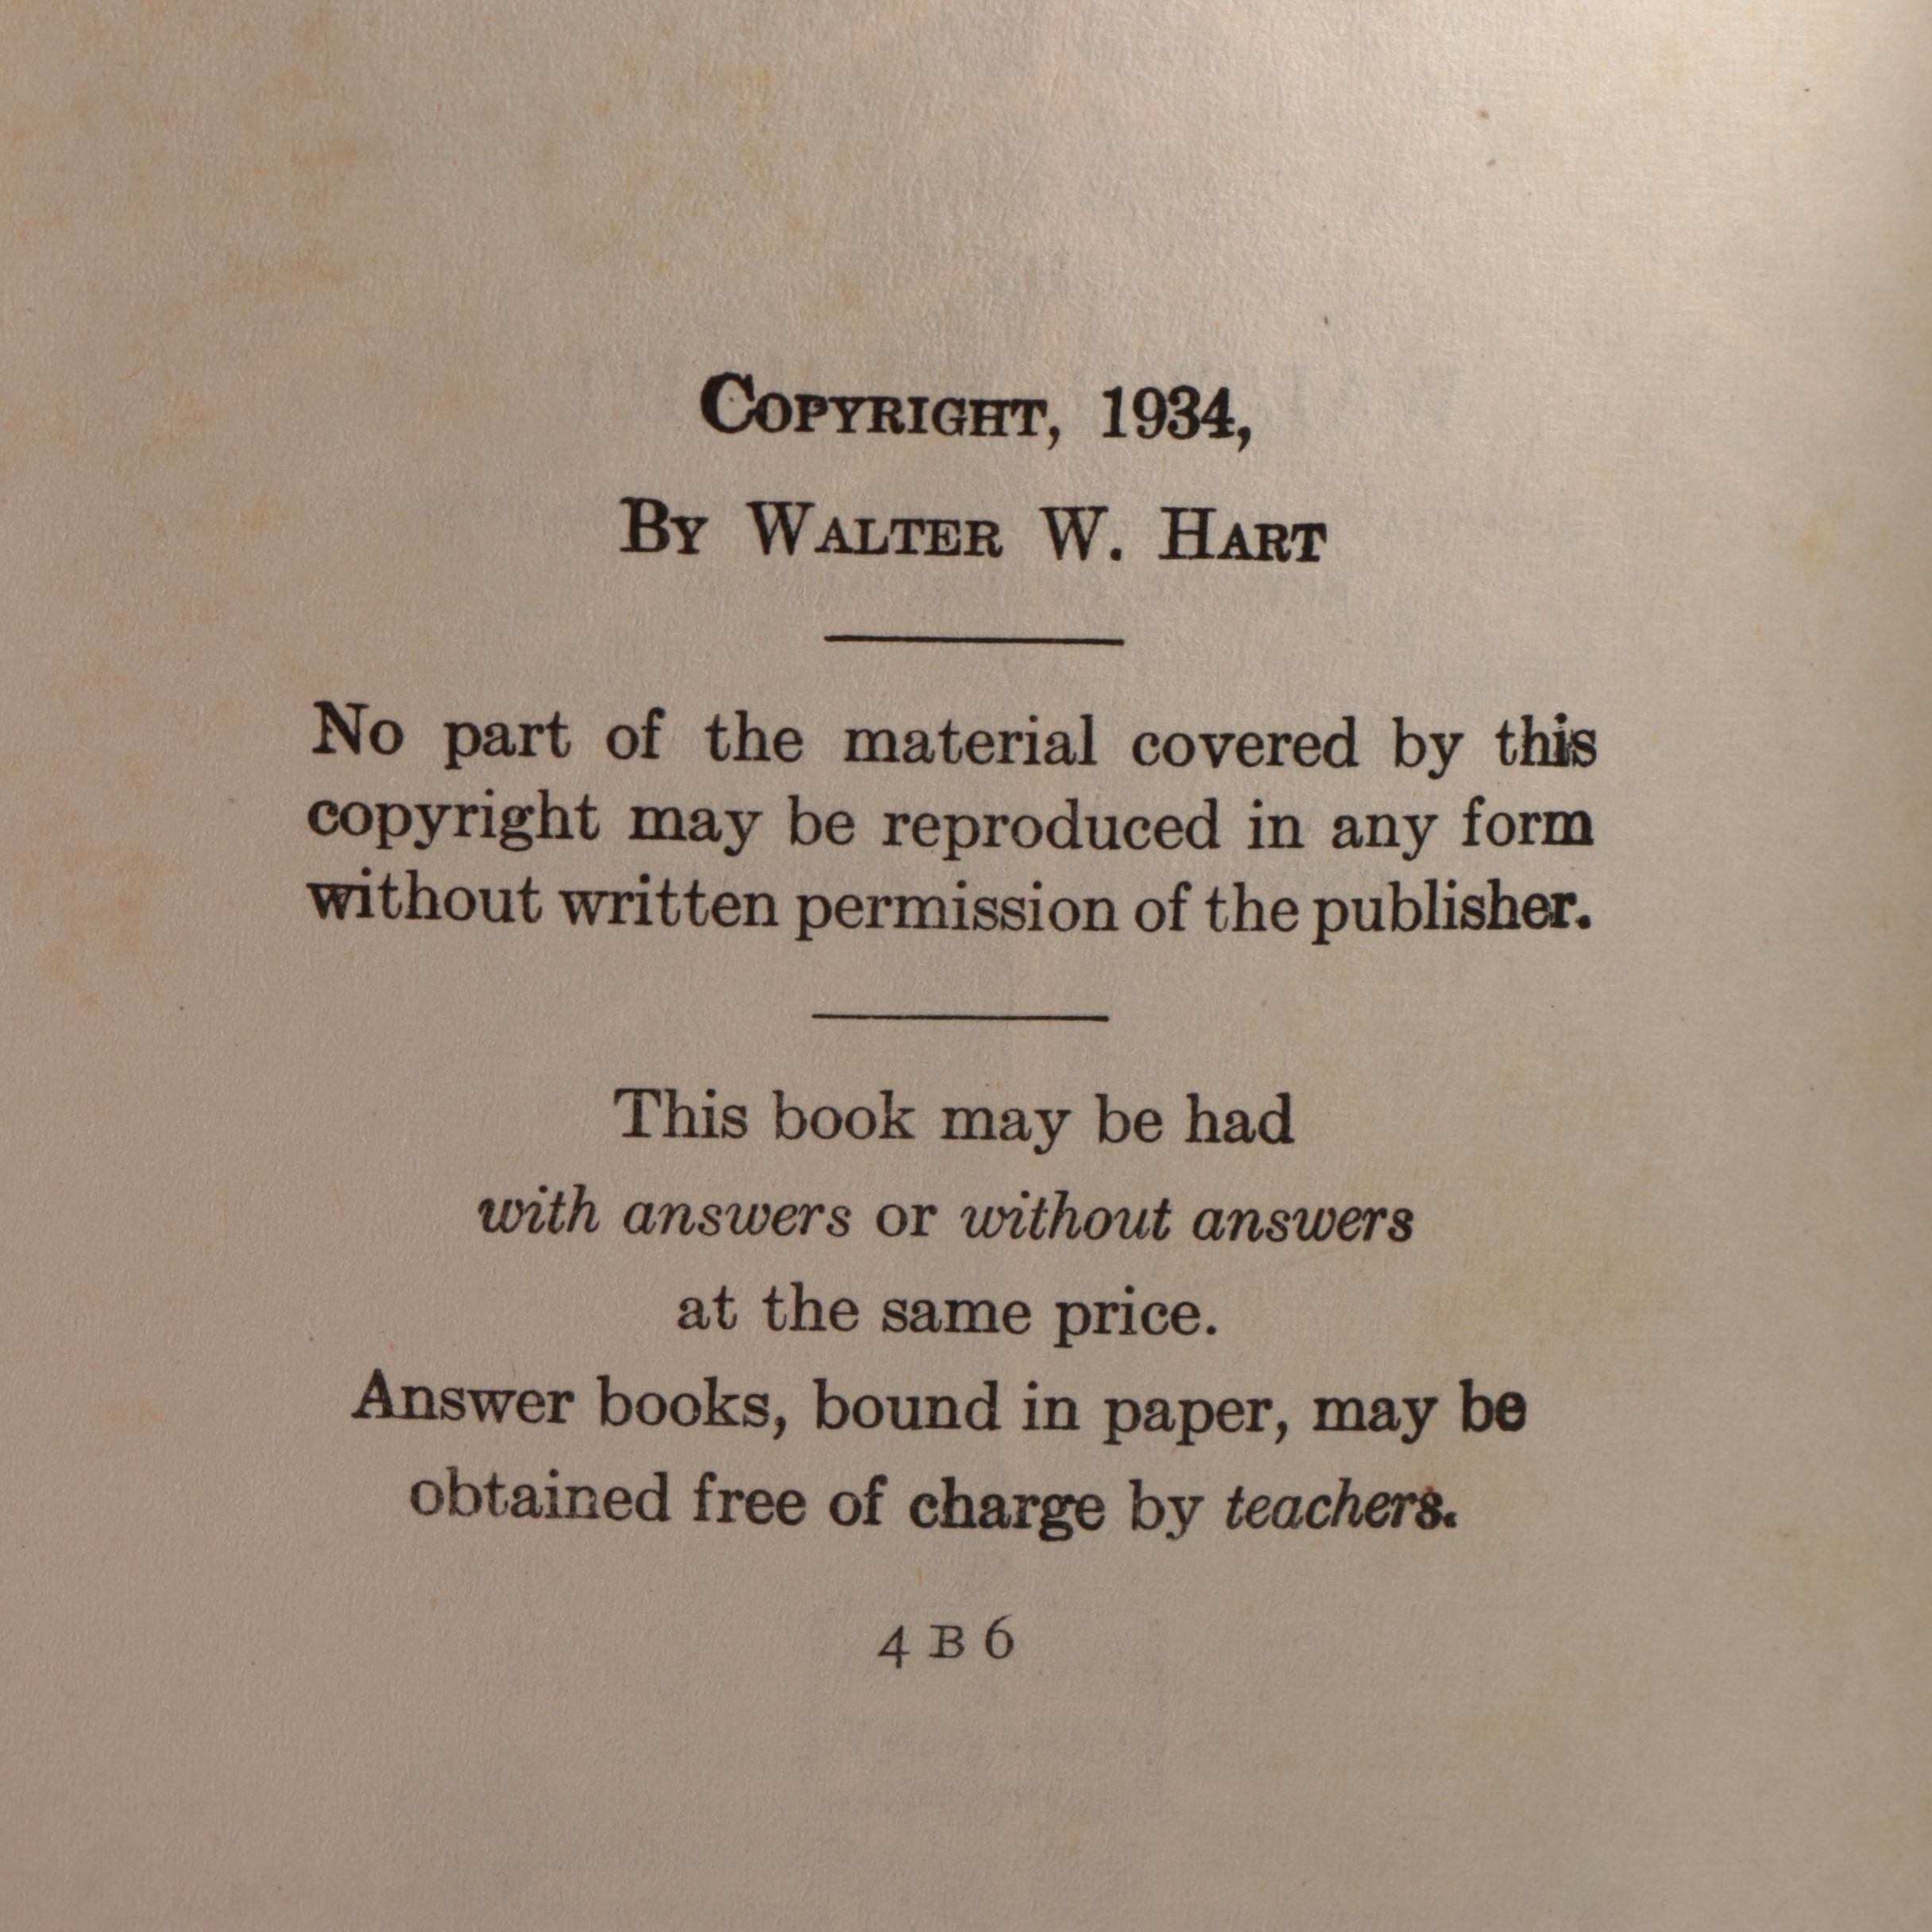 COPYRIGHT, 1934,
BY WALTER W. HART
No part of the material covered by this
copyright may be reproduced in any form
without written permission of the publisher.
This book may be had
with answers or without answers
at the same price.
Answer books, bound in paper, may be
obtained free of charge by teachers.
4 B 6